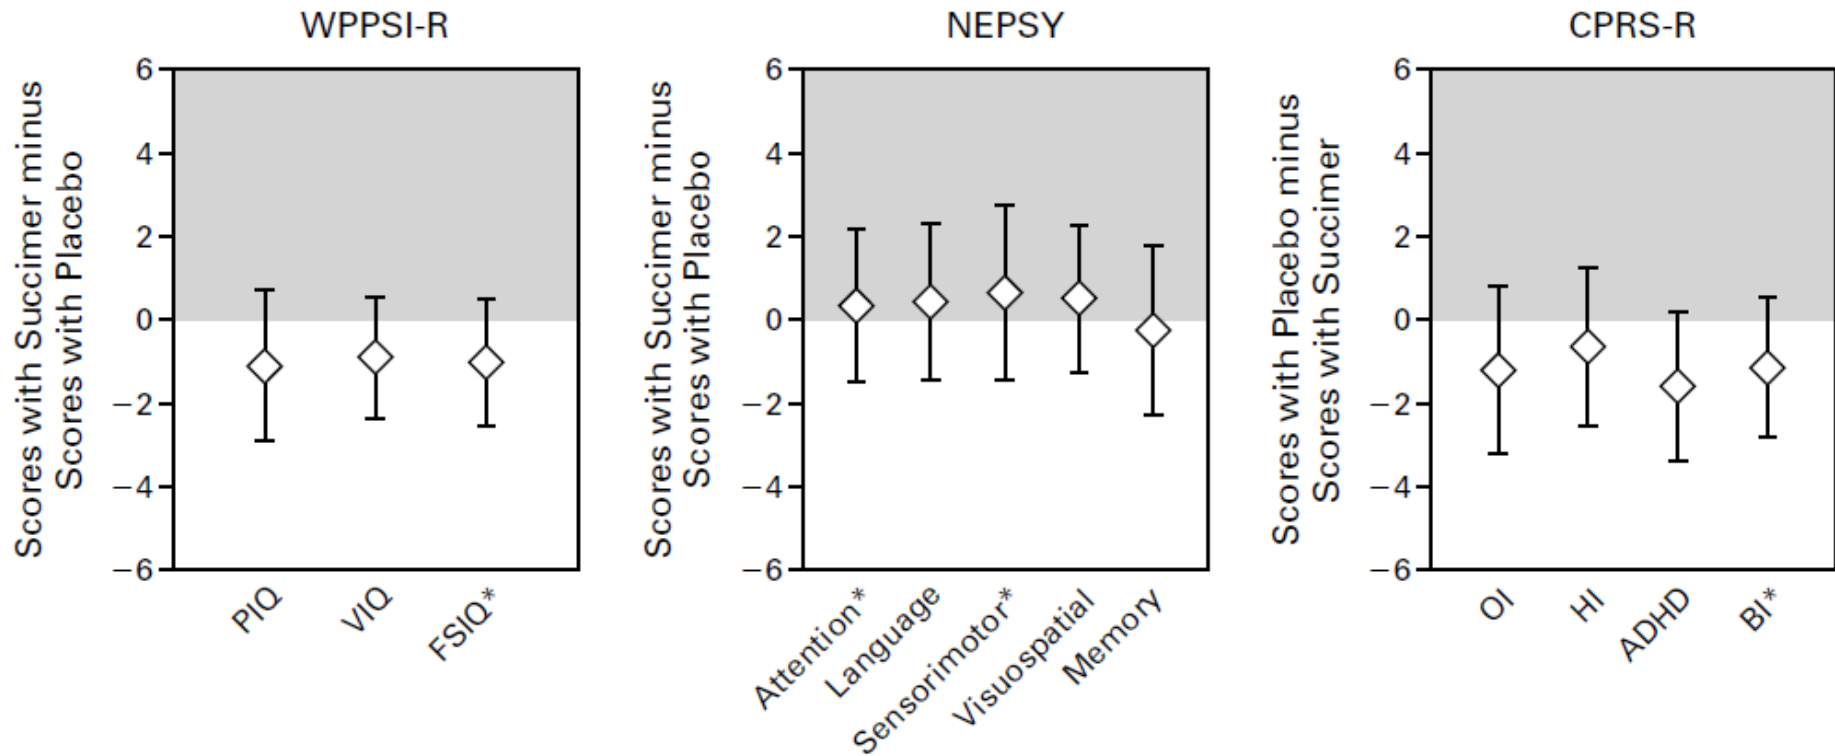 WPPSI-R
Scores with Succimer minus
Scores with Placebo
6
4
2
0
−2
−4
−6
PIQ
VIQ
FSIQ*
NEPSY
Scores with Succimer minus
Scores with Placebo
6
4
2
0
−2
−4
−6
Attention*
Language
Sensorimotor*
Visuospatial
Memory
CPRS-R
Scores with Placebo minus
Scores with Succimer
6
4
2
0
−2
−4
−6
OI
HI
ADHD
BI*